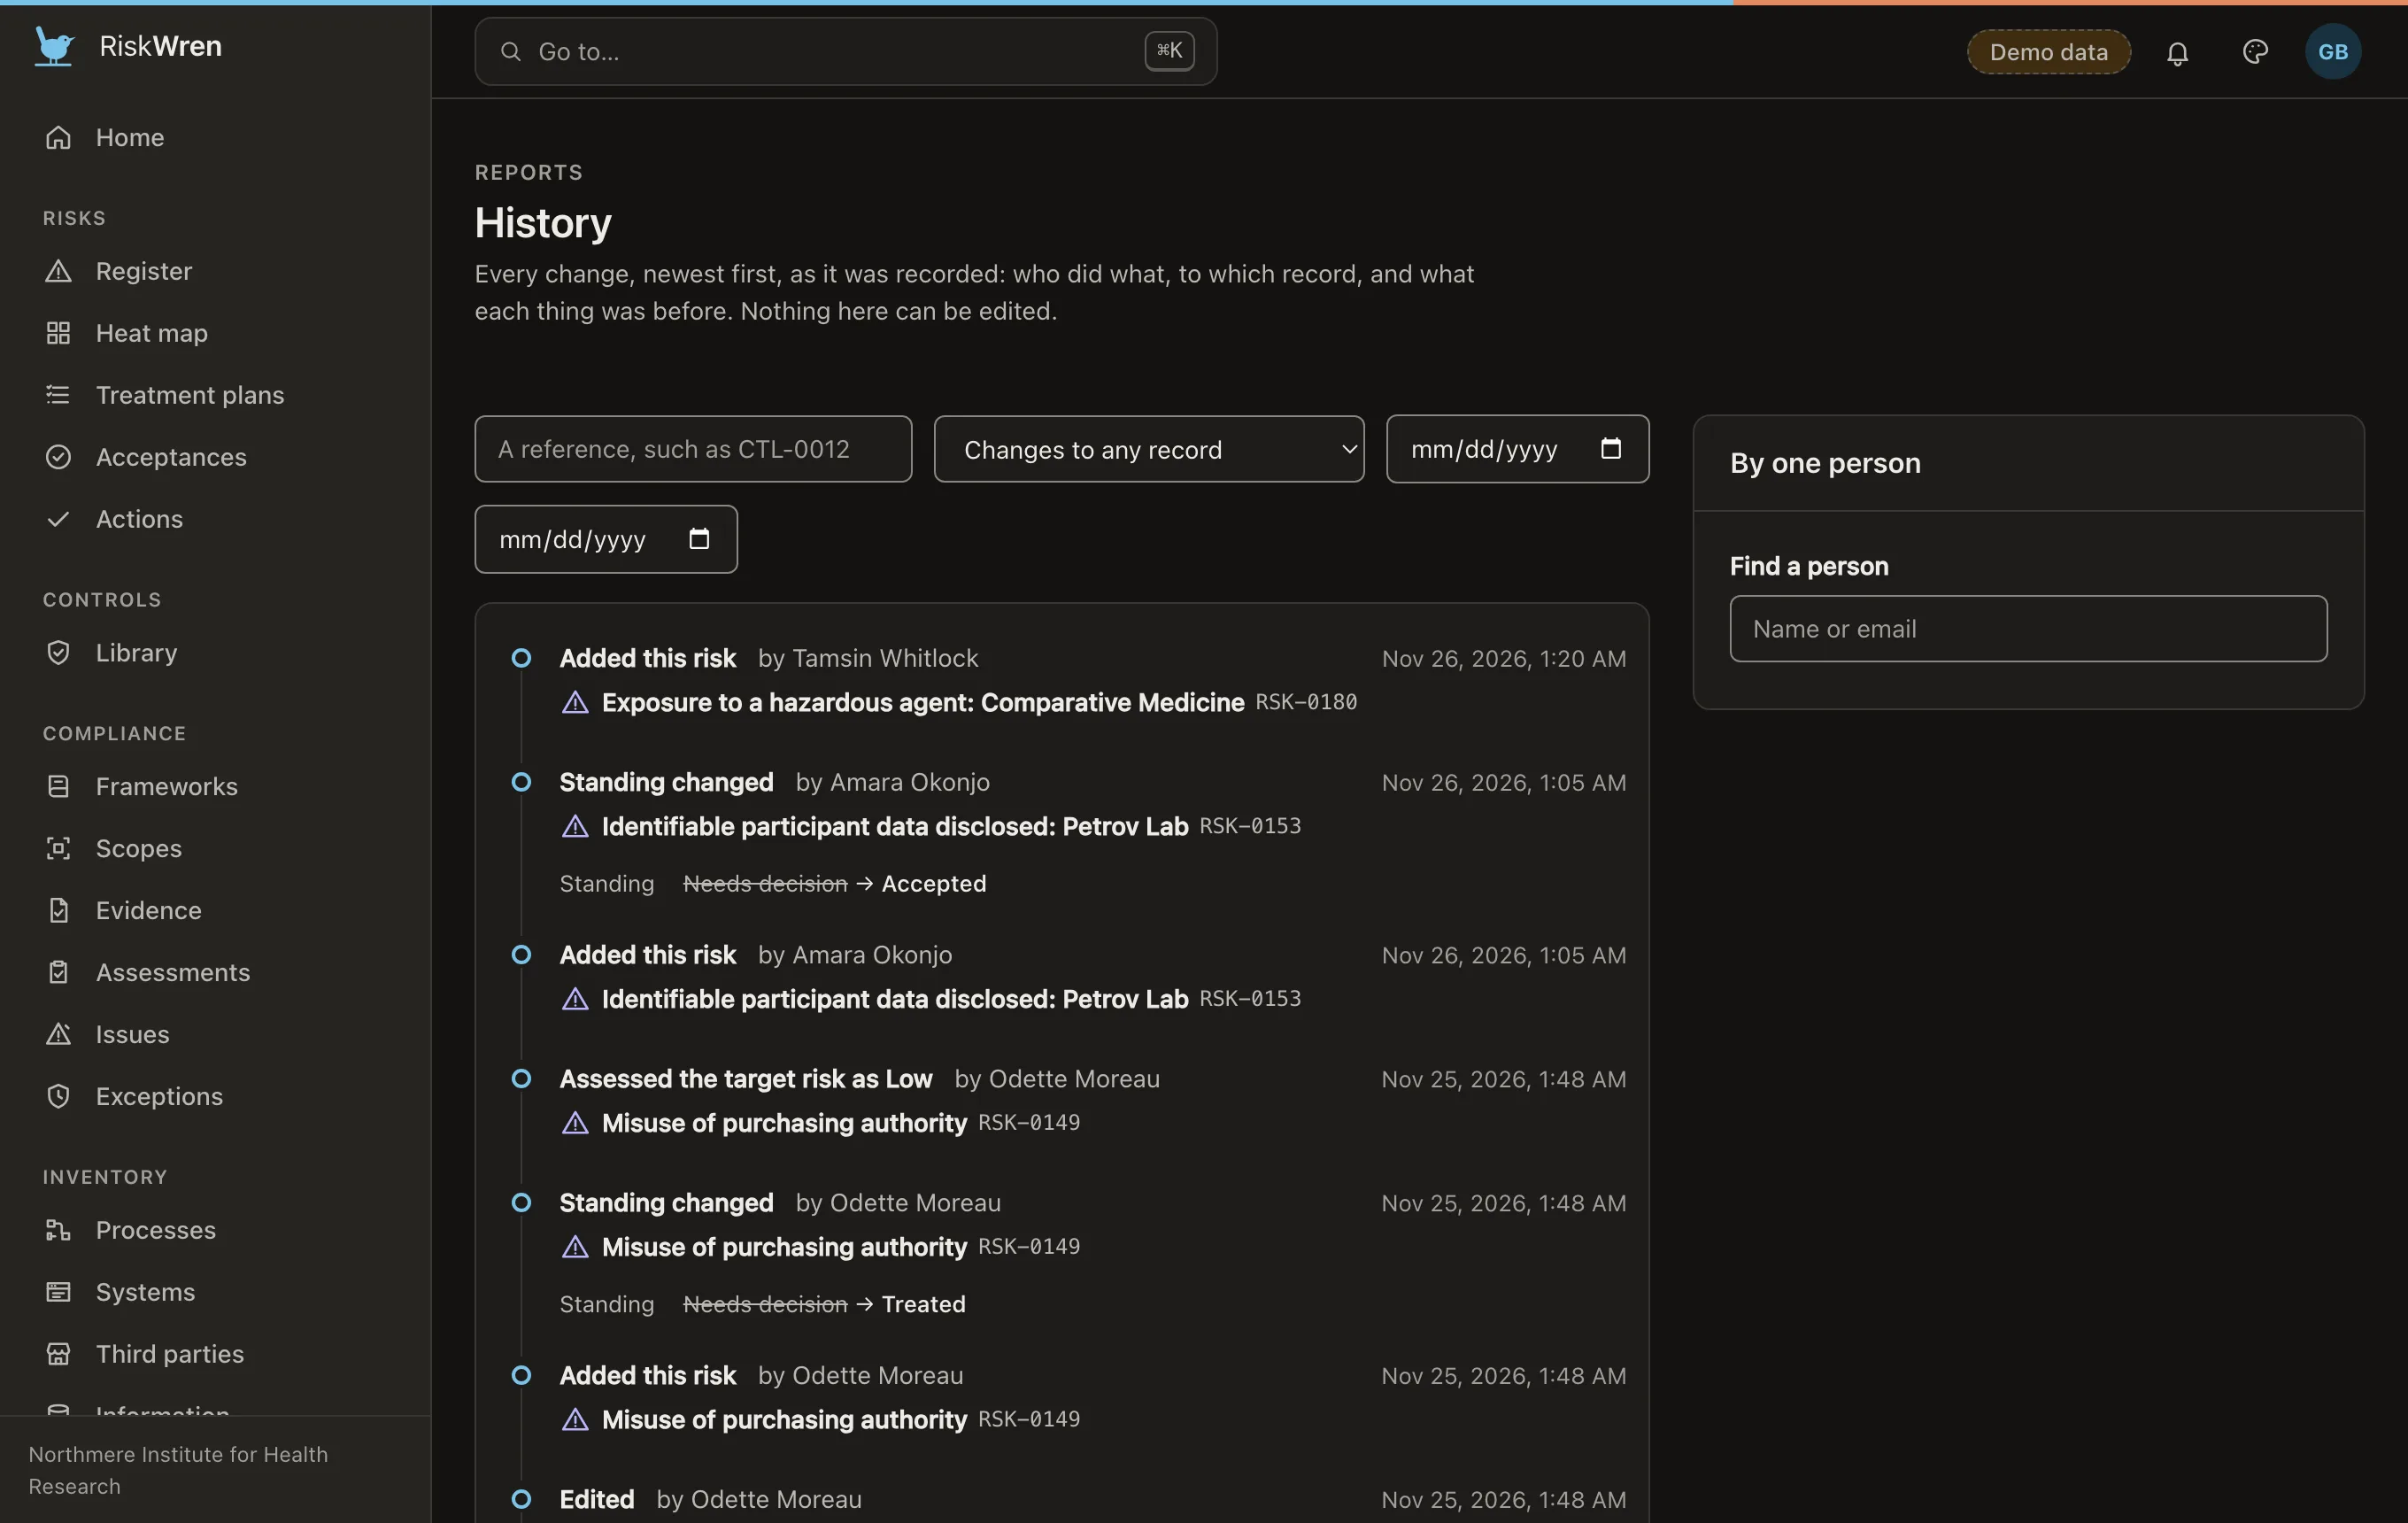 RiskWren
Go to...
⌘K
Demo data
GB
Home
RISKS
Register
Heat map
Treatment plans
Acceptances
Actions
CONTROLS
Library
COMPLIANCE
Frameworks
Scopes
Evidence
Assessments
Issues
Exceptions
INVENTORY
Processes
Systems
Third parties
Information
Northmere Institute for Health
Research
REPORTS
History
Every change, newest first, as it was recorded: who did what, to which record, and what
each thing was before. Nothing here can be edited.
A reference, such as CTL-0012
Changes to any record
mm/dd/yyyy
mm/dd/yyyy
Added this risk by Tamsin Whitlock Nov 26, 2026, 1:20 AM
Exposure to a hazardous agent: Comparative Medicine RSK-0180
Standing changed by Amara Okonjo Nov 26, 2026, 1:05 AM
Identifiable participant data disclosed: Petrov Lab RSK-0153
Standing Needs decision → Accepted
Added this risk by Amara Okonjo Nov 26, 2026, 1:05 AM
Identifiable participant data disclosed: Petrov Lab RSK-0153
Assessed the target risk as Low by Odette Moreau Nov 25, 2026, 1:48 AM
Misuse of purchasing authority RSK-0149
Standing changed by Odette Moreau Nov 25, 2026, 1:48 AM
Misuse of purchasing authority RSK-0149
Standing Needs decision → Treated
Added this risk by Odette Moreau Nov 25, 2026, 1:48 AM
Misuse of purchasing authority RSK-0149
Edited by Odette Moreau Nov 25, 2026, 1:48 AM
By one person
Find a person
Name or email